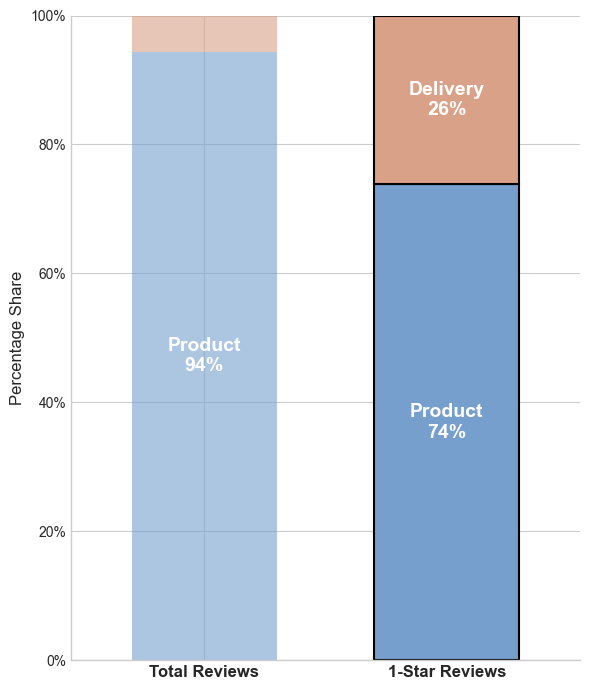 100%
80%
60%
40%
20%
0%
Percentage Share
Product
94%
Delivery
26%
Product
74%
Total Reviews
1-Star Reviews